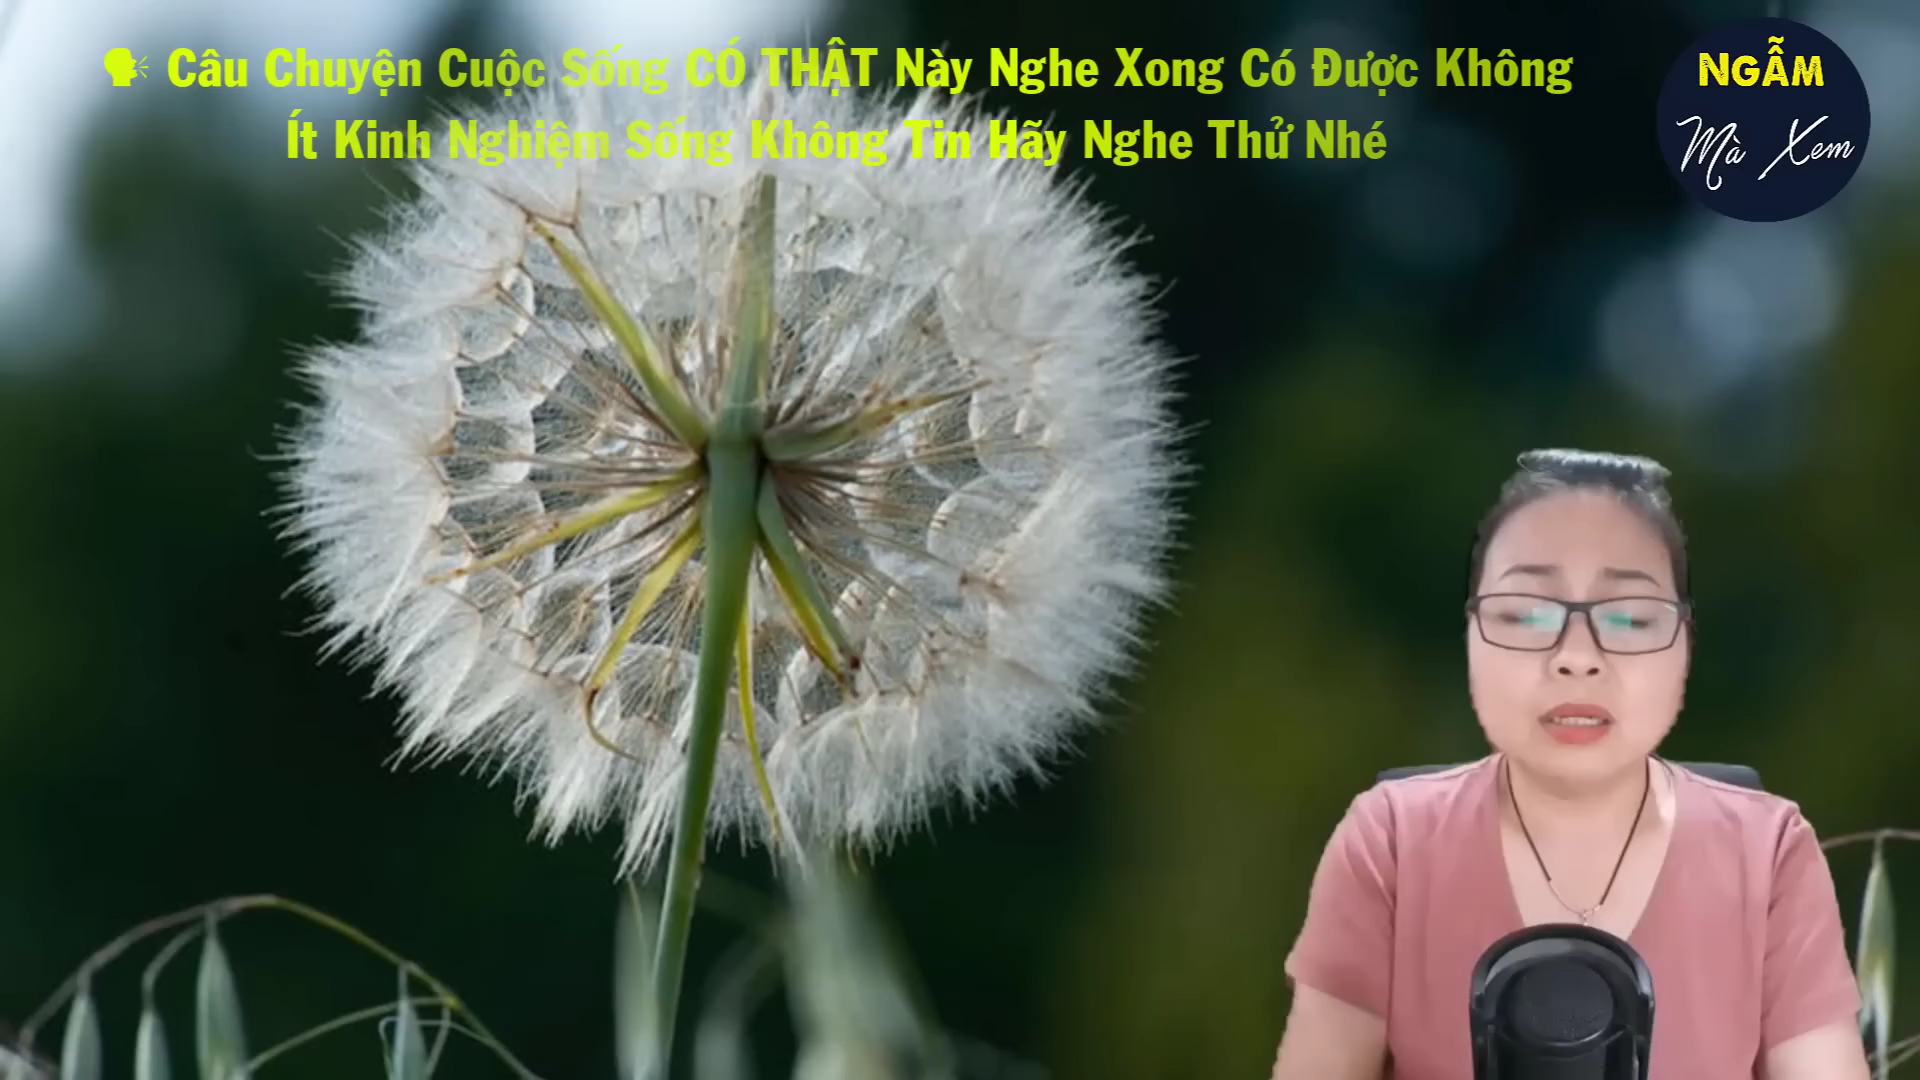 Câu Chuyện Cuộc Sống CÓ THẬT Này Nghe Xong Có Được Không
Ít Kinh Nghiệm Sống Không Tin Hãy Nghe Thử Nhé
NGẪM
Mà Xem